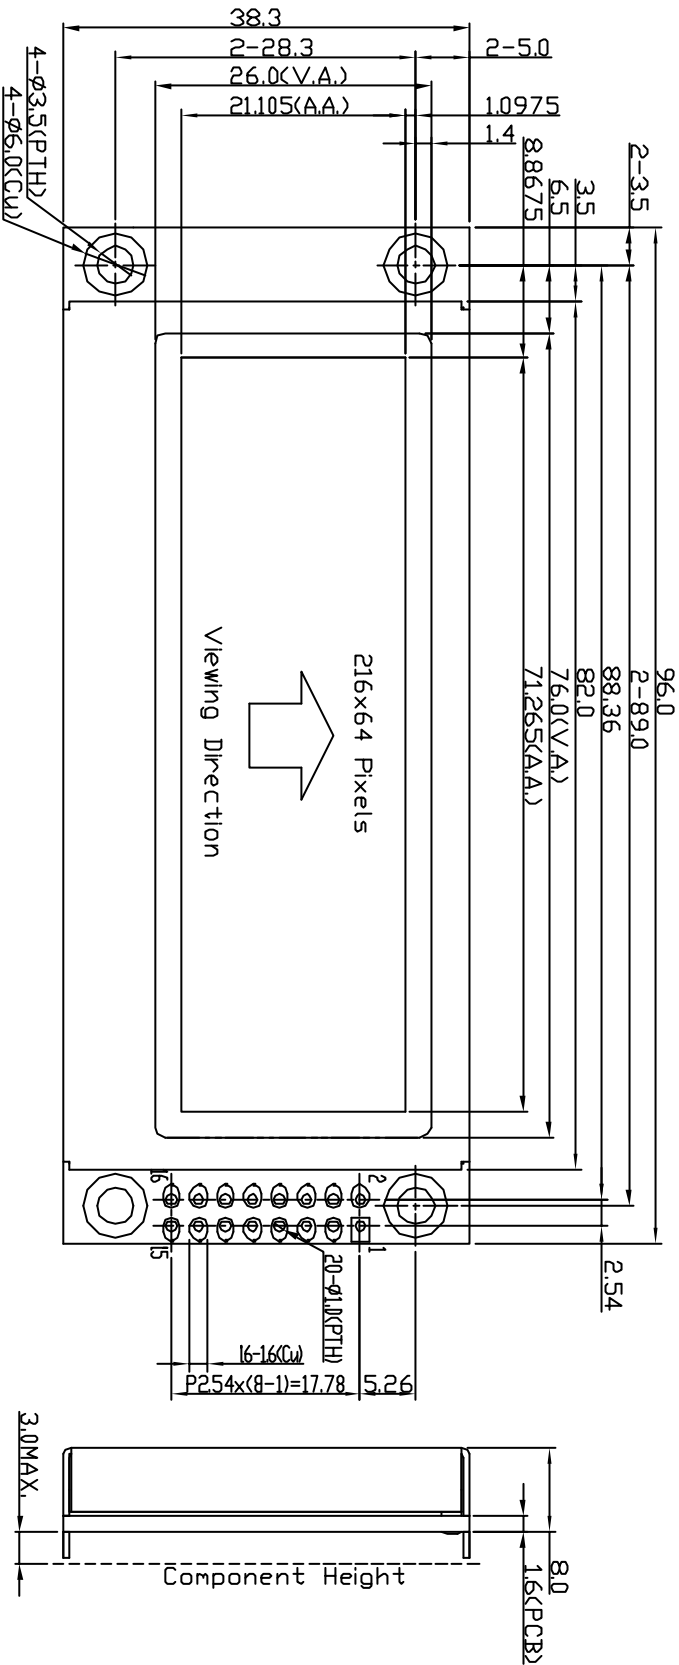 38.3
2-28.3
2-5.0
26.0(V.A.)
21.105(A.A.)
1.0975
1.4
4-Ø3.5(PTH)
4-Ø6.0(Cu)
8.8675
6.5
3.5
2-3.5
96.0
2-89.0
88.36
82.0
76.0(V.A.)
71.265(A.A.)
216x64 Pixels
Viewing Direction
16
2
15
1
2.54
20-Ø1.0(PTH)
16-1.6(Cu)
P2.54x(8-1)=17.78
5.26
3.0MAX.
8.0
1.6(PCB)
Component Height